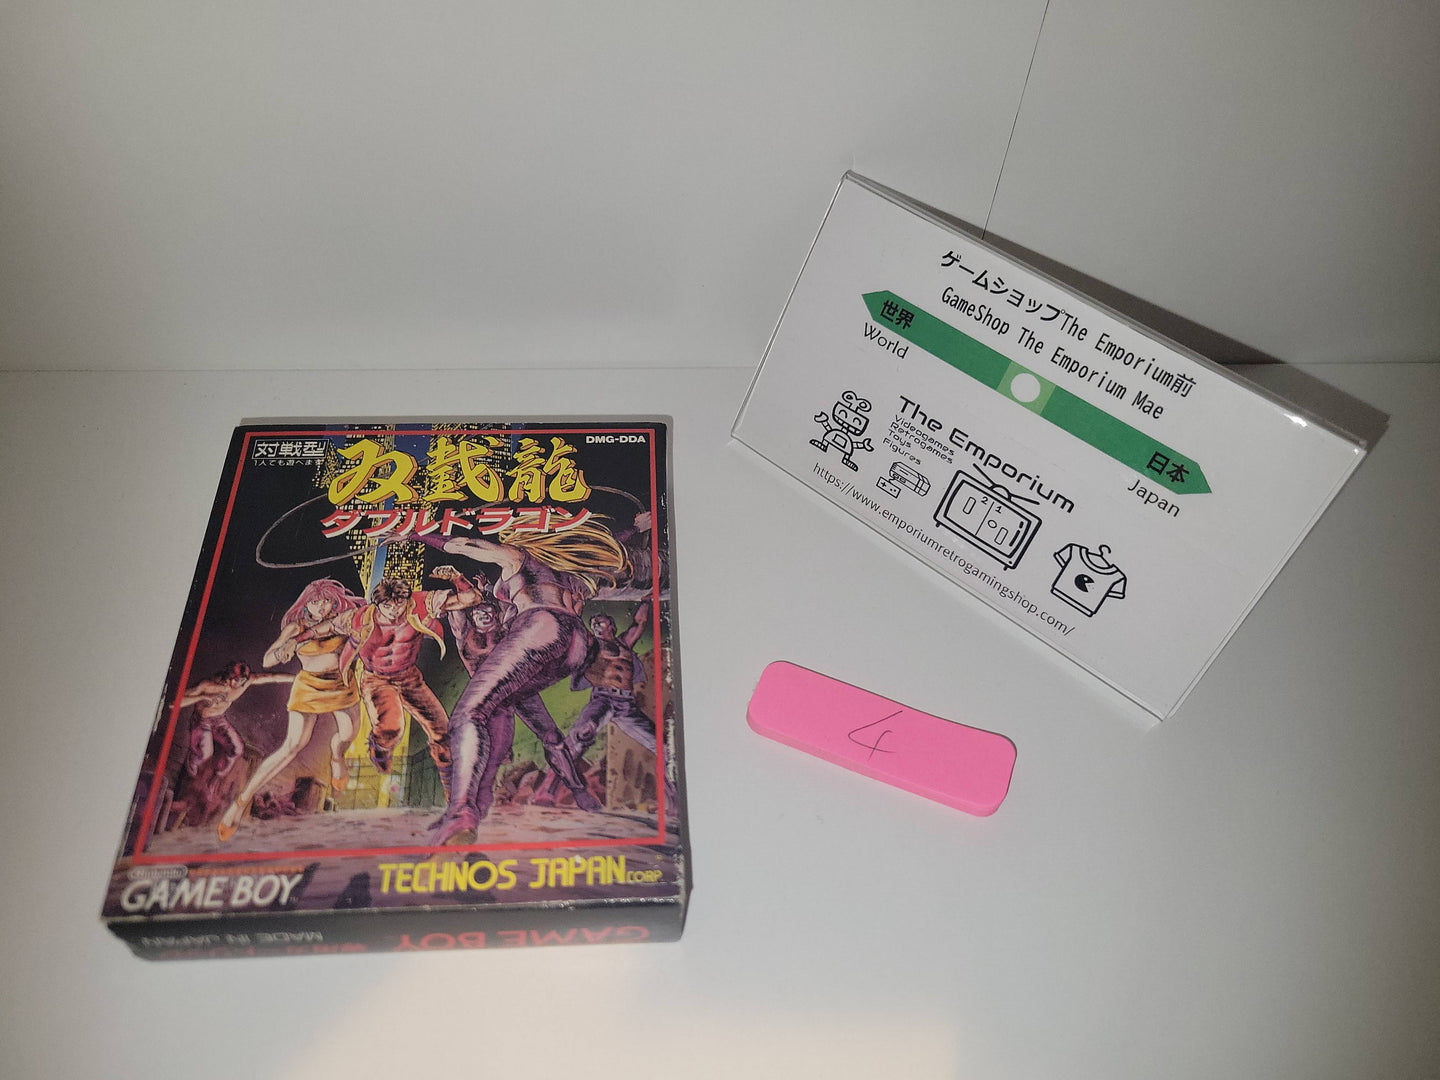 対戦型
1人でも遊べます
DMG-DDA
双截龍
ダブルドラゴン
Nintendo
GAME BOY
TECHNOS JAPAN CORP.
GAME BOY
MADE IN JAPAN
ゲームショップThe Emporium前
GameShop The Emporium Mae
世界
World
日本
Japan
The Emporium
Videogames
Retrogames
Toys
Figures
2
1
https://www.emporiumretrogamingshop.com/
4